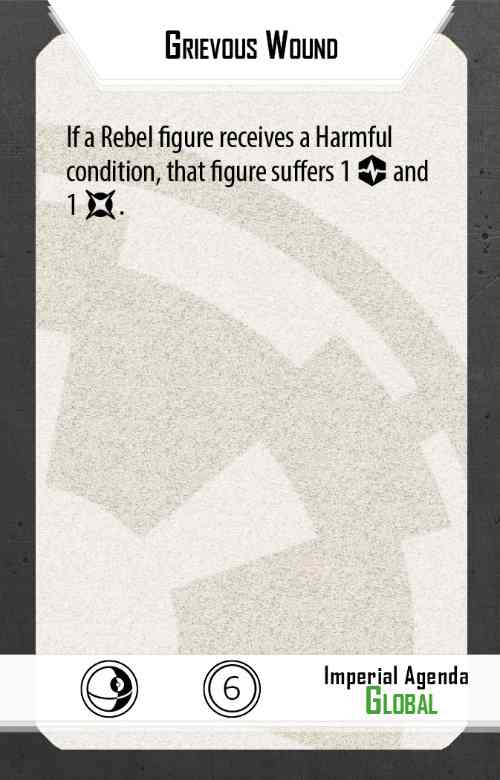 Grievous Wound
If a Rebel figure receives a Harmful
condition, that figure suffers 1 and
1 .
6
Imperial Agenda
Global